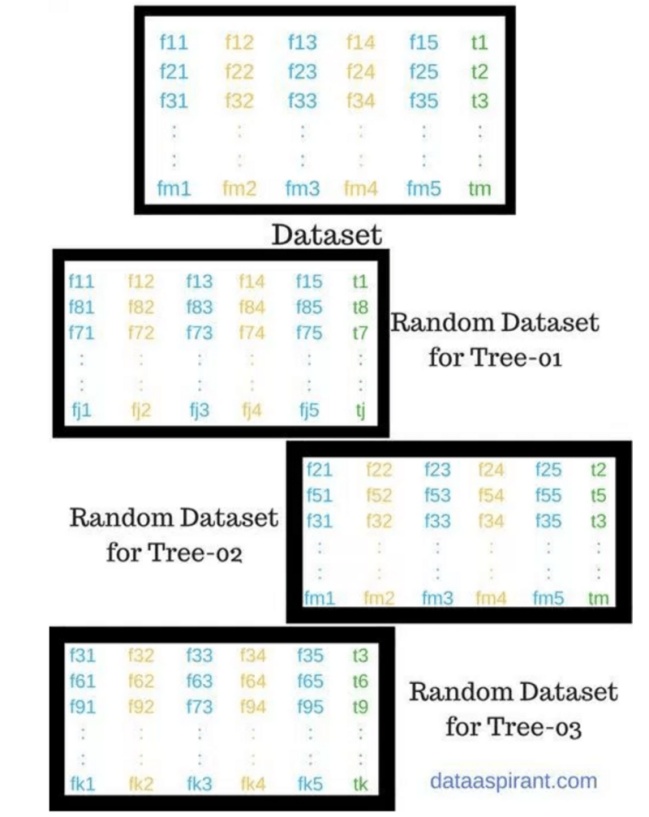 f11 f12 f13 f14 f15 t1
f21 f22 f23 f24 f25 t2
f31 f32 f33 f34 f35 t3
: : : : : :
: : : : : :
fm1 fm2 fm3 fm4 fm5 tm
Dataset
f11 f12 f13 f14 f15 t1
f81 f82 f83 f84 f85 t8
f71 f72 f73 f74 f75 t7
: : : : : :
: : : : : :
fj1 fj2 fj3 fj4 fj5 tj
Random Dataset
for Tree-01
f21 f22 f23 f24 f25 t2
f51 f52 f53 f54 f55 t5
f31 f32 f33 f34 f35 t3
: : : : : :
: : : : : :
fm1 fm2 fm3 fm4 fm5 tm
Random Dataset
for Tree-02
f31 f32 f33 f34 f35 t3
f61 f62 f63 f64 f65 t6
f91 f92 f73 f94 f95 t9
: : : : : :
: : : : : :
fk1 fk2 fk3 fk4 fk5 tk
Random Dataset
for Tree-03
dataaspirant.com